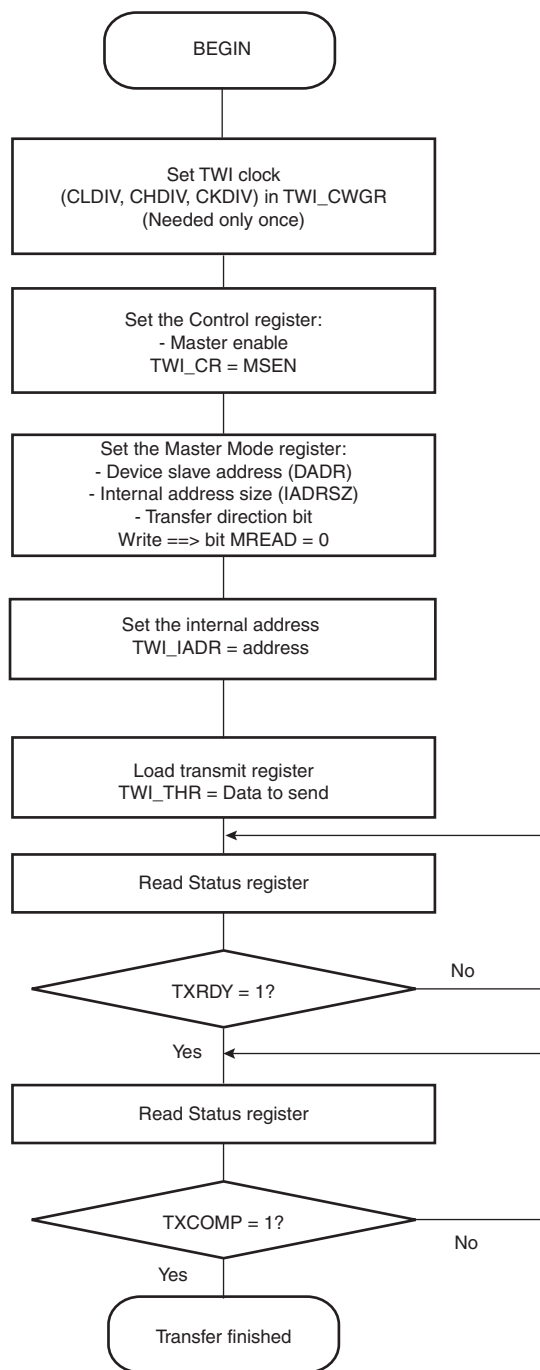 BEGIN
Set TWI clock
(CLDIV, CHDIV, CKDIV) in TWI_CWGR
(Needed only once)
Set the Control register:
- Master enable
TWI_CR = MSEN
Set the Master Mode register:
- Device slave address (DADR)
- Internal address size (IADRSZ)
- Transfer direction bit
Write ==> bit MREAD = 0
Set the internal address
TWI_IADR = address
Load transmit register
TWI_THR = Data to send
Read Status register
TXRDY = 1?
No
Yes
Read Status register
TXCOMP = 1?
No
Yes
Transfer finished